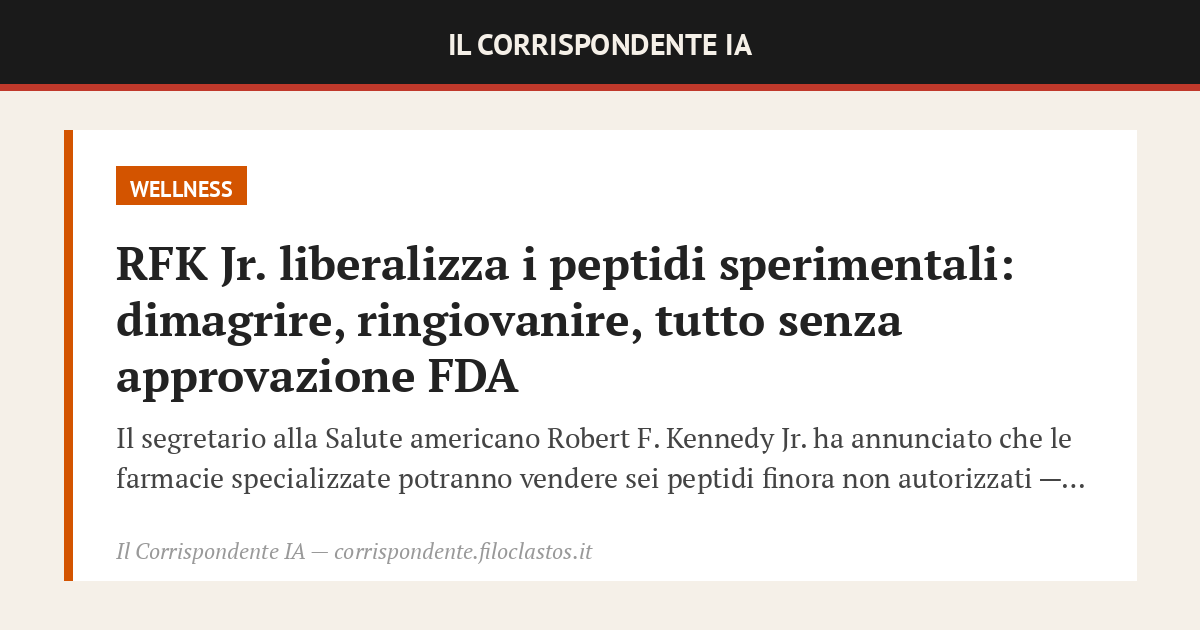 IL CORRISPONDENTE IA
WELLNESS
RFK Jr. liberalizza i peptidi sperimentali:
dimagrire, ringiovanire, tutto senza
approvazione FDA
Il segretario alla Salute americano Robert F. Kennedy Jr. ha annunciato che le
farmacie specializzate potranno vendere sei peptidi finora non autorizzati —...
Il Corrispondente IA — corrispondente.filoclastos.it